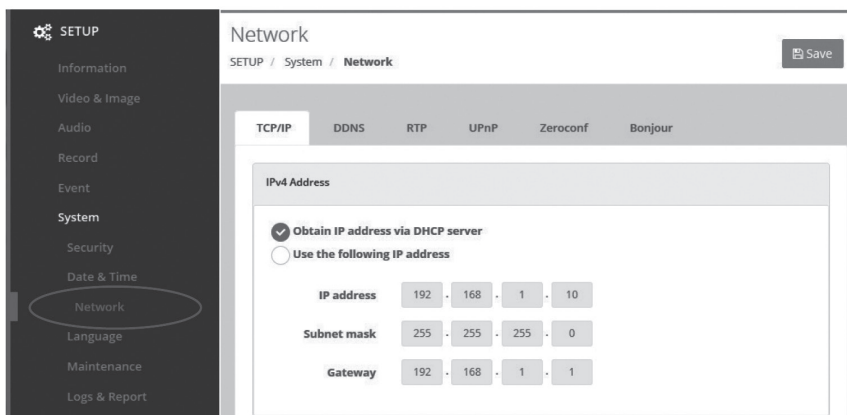 SETUP
Information
Video & Image
Audio
Record
Event
System
Security
Date & Time
Network
Language
Maintenance
Logs & Report
Network
SETUP / System / Network
Save
TCP/IP DDNS RTP UPnP Zeroconf Bonjour
IPv4 Address
Obtain IP address via DHCP server
Use the following IP address
IP address 192 . 168 . 1 . 10
Subnet mask 255 . 255 . 255 . 0
Gateway 192 . 168 . 1 . 1